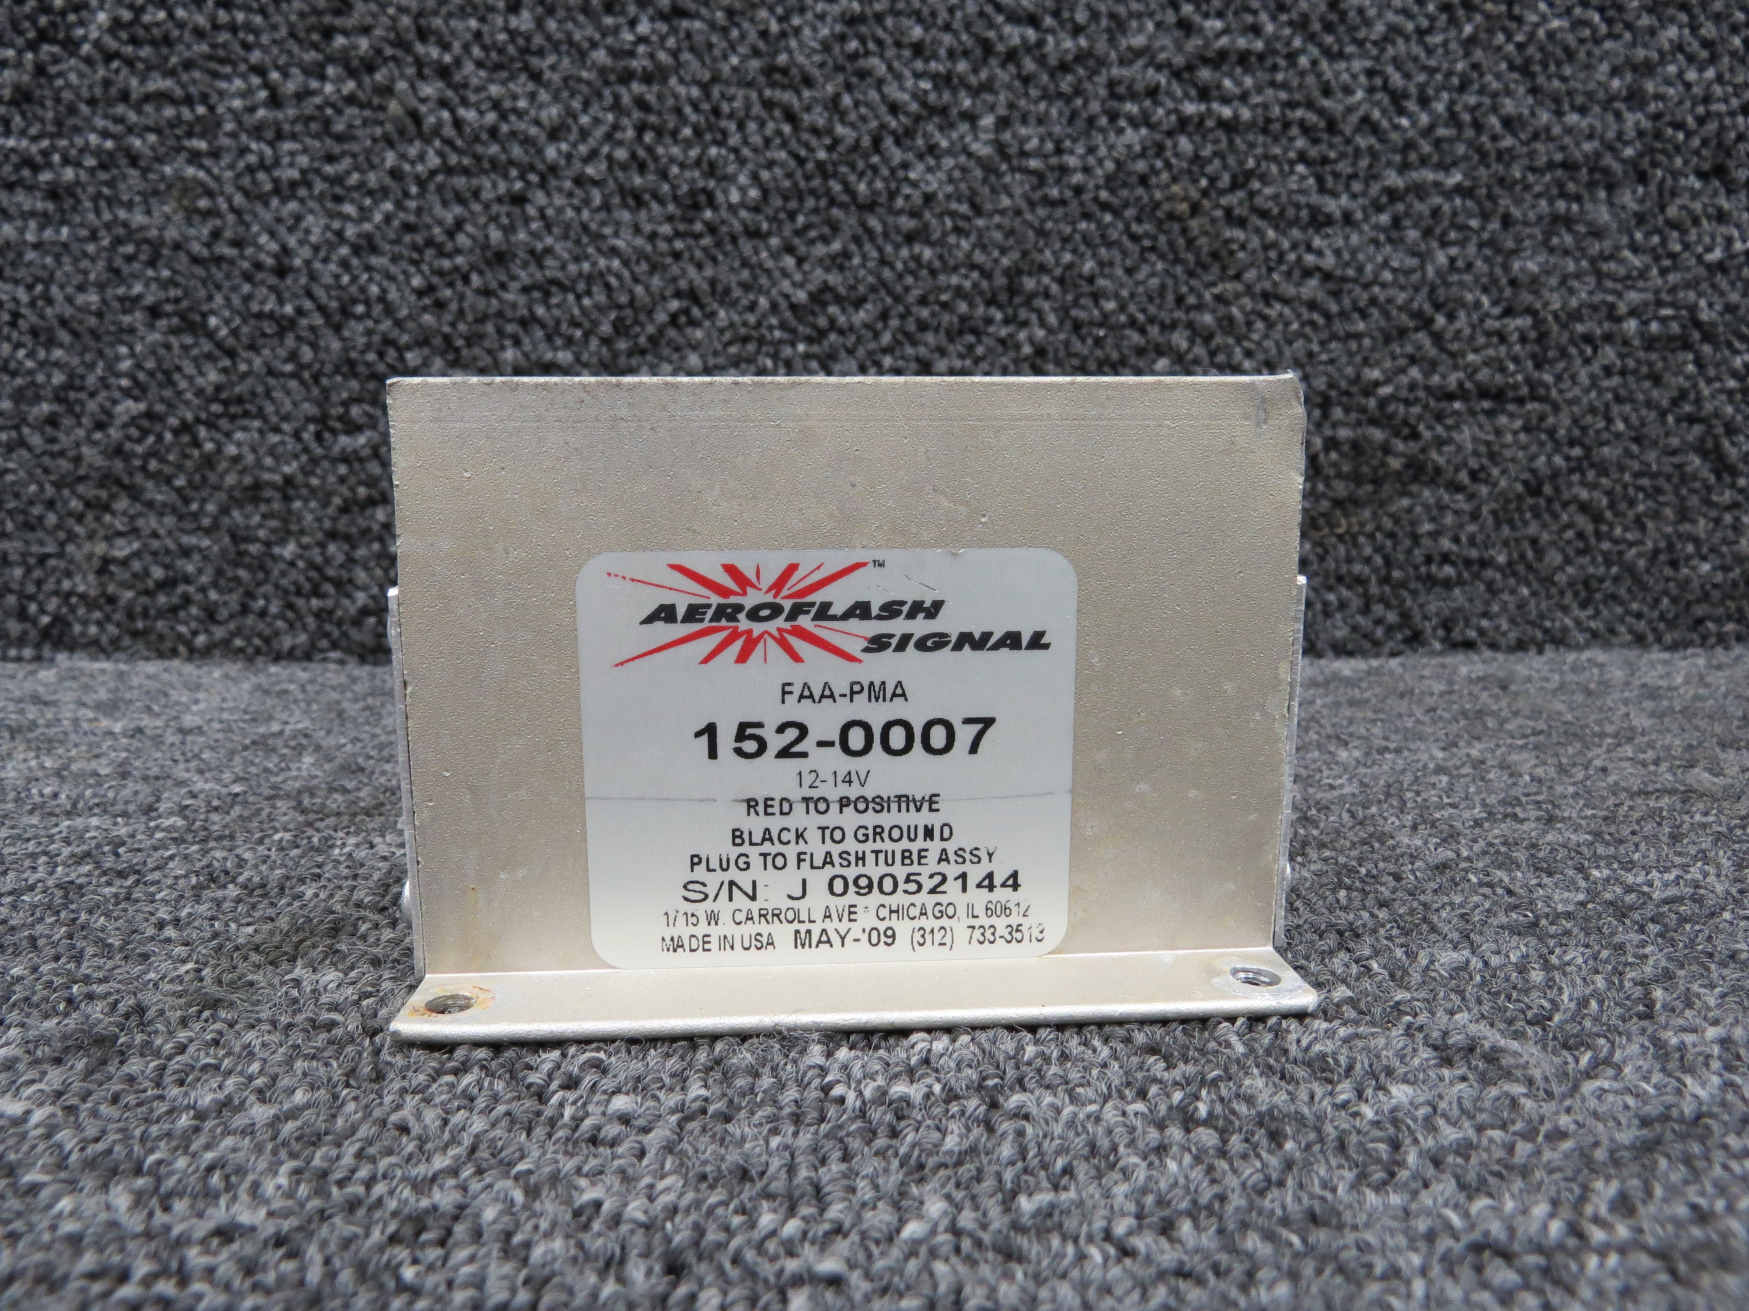 AEROFLASH™
SIGNAL
FAA-PMA
152-0007
12-14V
RED TO POSITIVE
BLACK TO GROUND
PLUG TO FLASHTUBE ASSY.
S/N: J 09052144
1715 W. CARROLL AVE * CHICAGO, IL 60612
MADE IN USA MAY-'09 (312) 733-3513